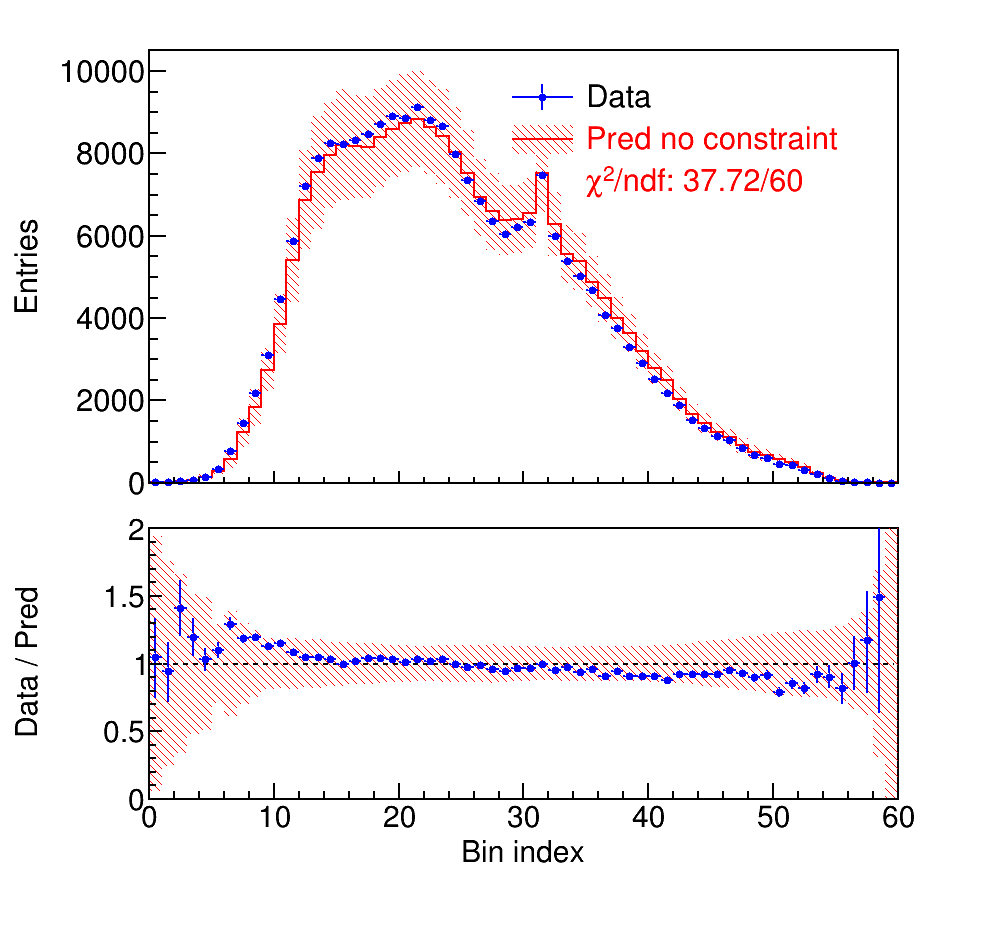 10000
8000
6000
4000
2000
0
Entries
Data
Pred no constraint
χ²/ndf: 37.72/60
2
1.5
1
0.5
0
Data / Pred
0 10 20 30 40 50 60
Bin index